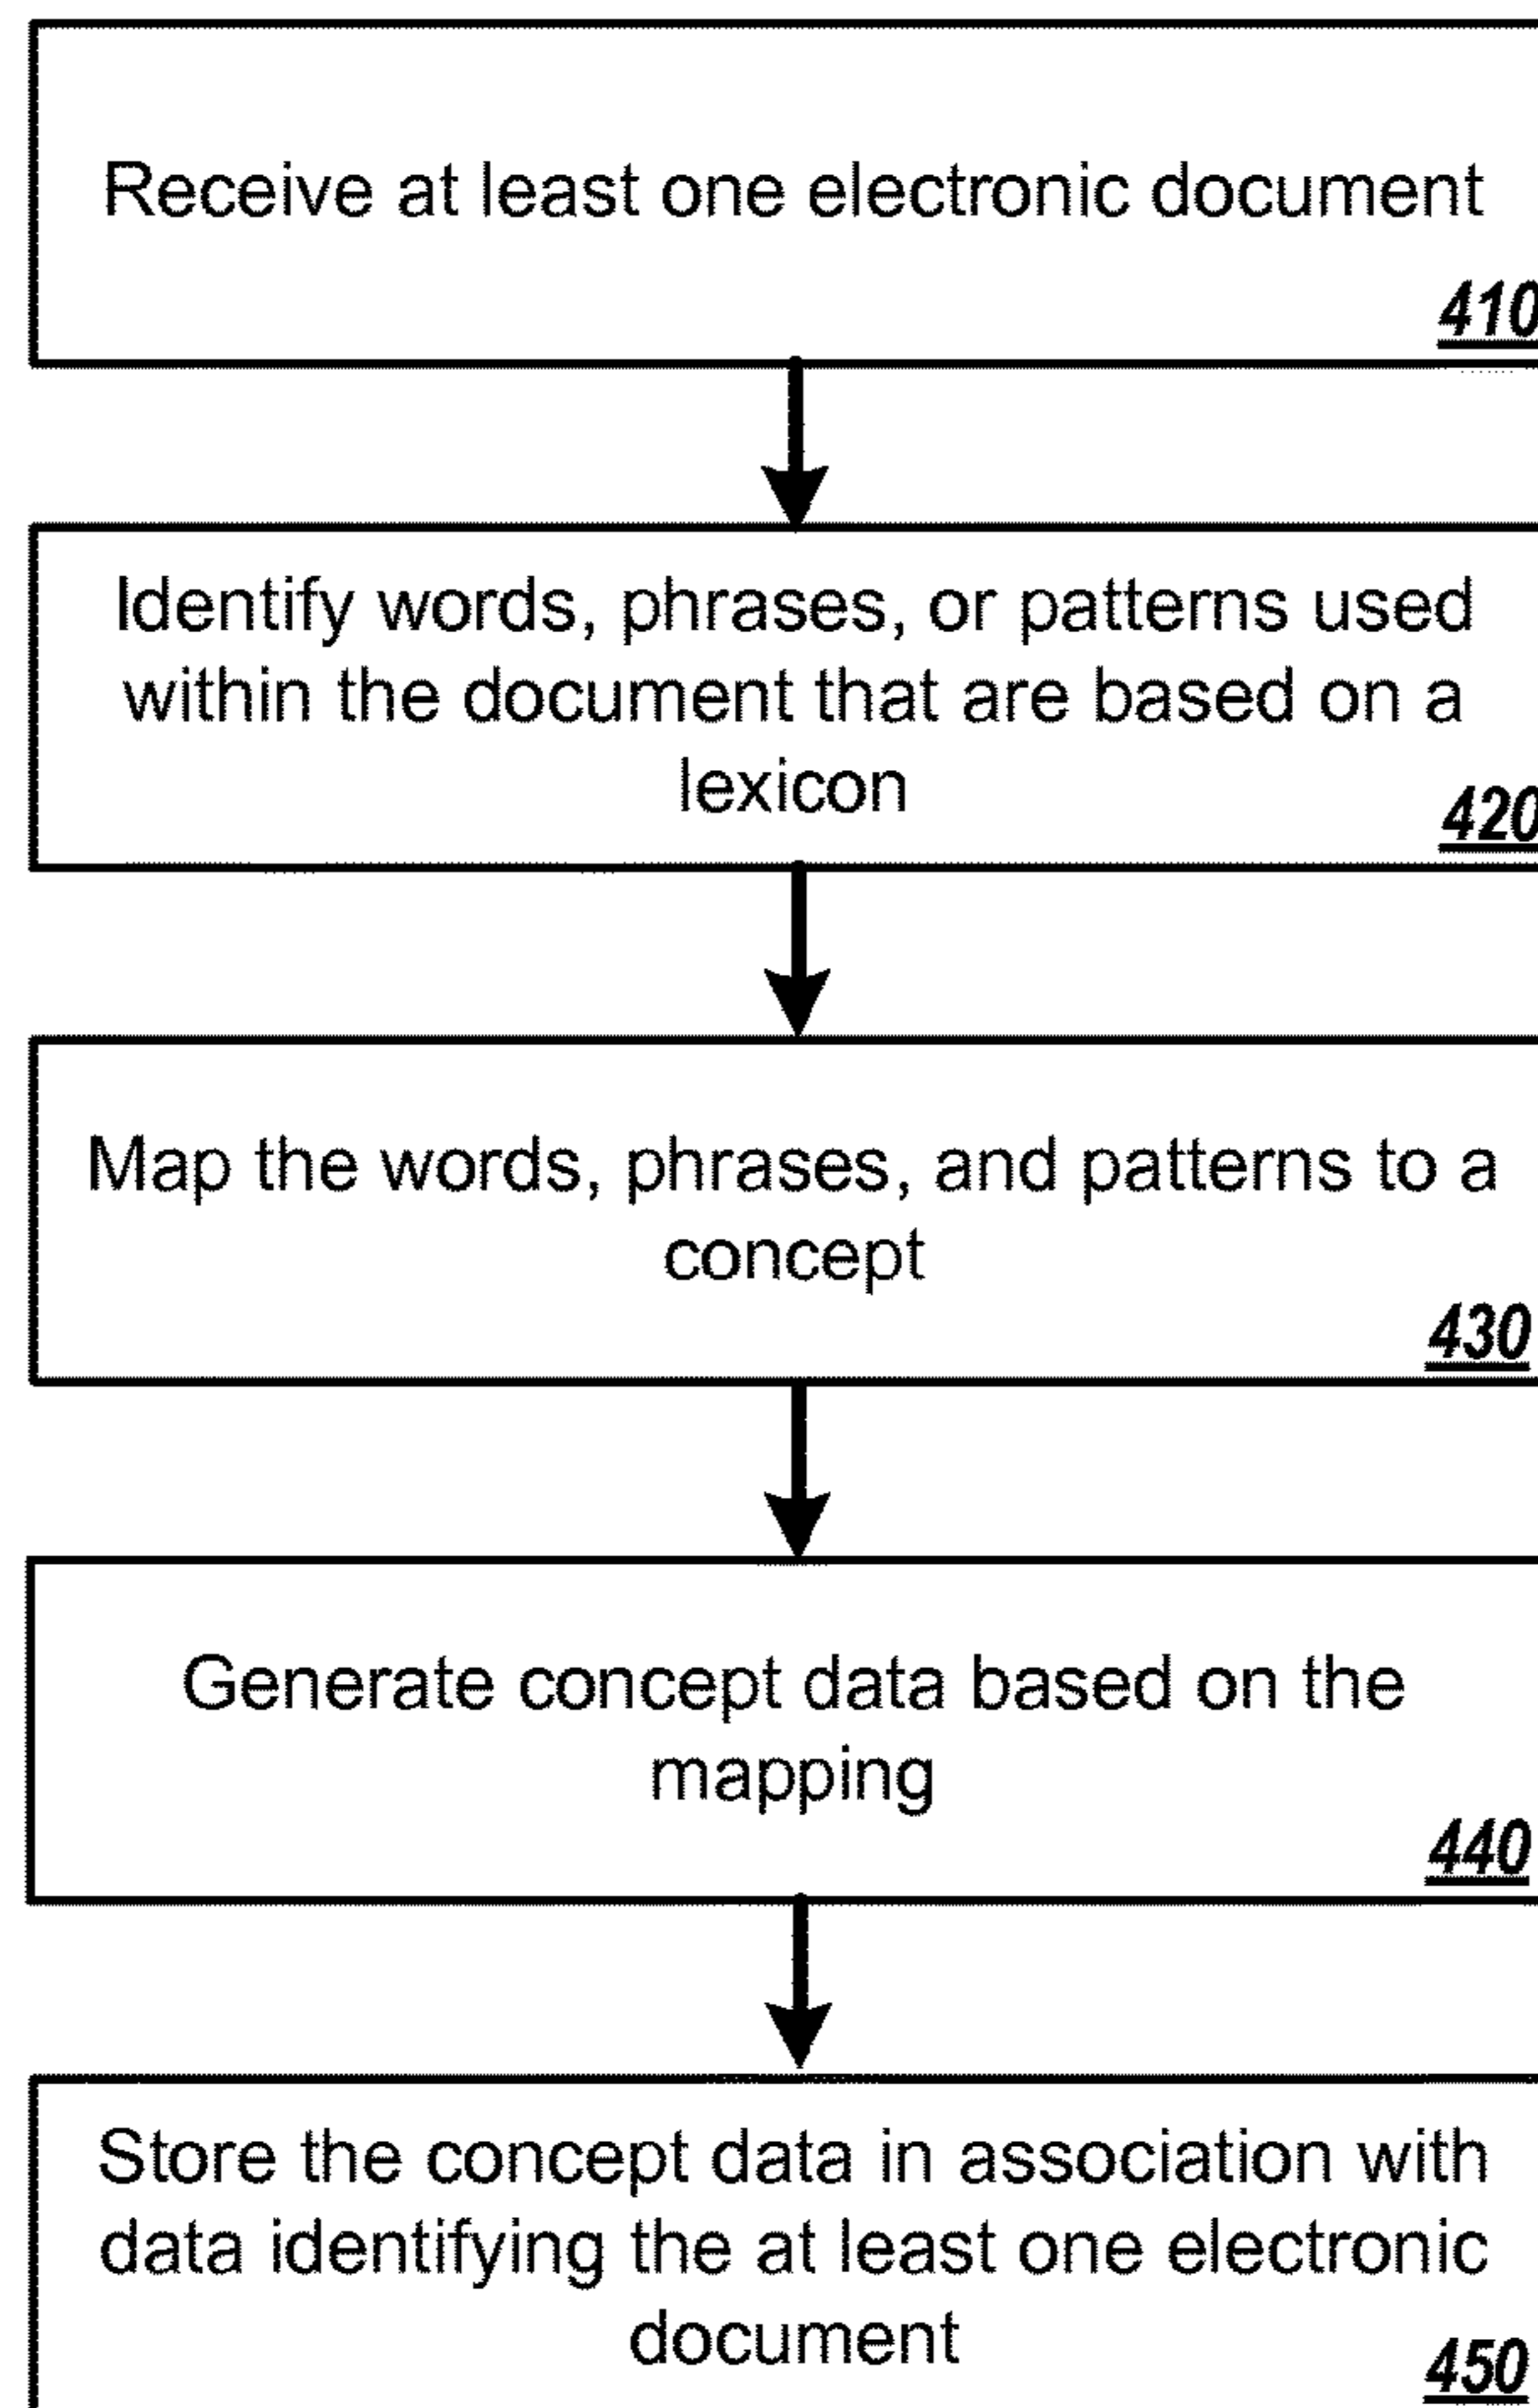 Receive at least one electronic document
410
Identify words, phrases, or patterns used
within the document that are based on a
lexicon
420
Map the words, phrases, and patterns to a
concept
430
Generate concept data based on the
mapping
440
Store the concept data in association with
data identifying the at least one electronic
document
450